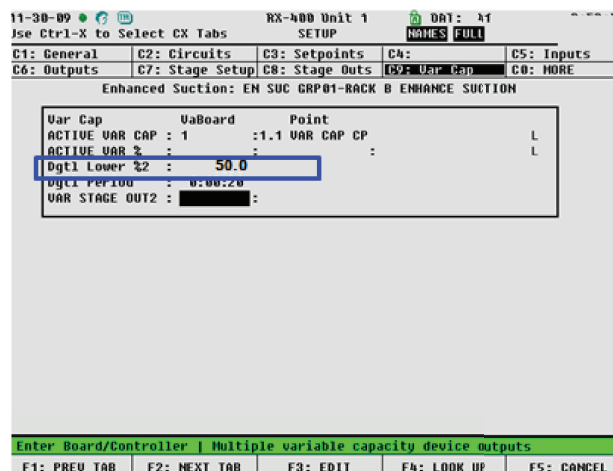 11-30-09 RX-400 Unit 1 DAT: 41
Use Ctrl-X to Select CX Tabs SETUP NAMES FULL
C1: General C2: Circuits C3: Setpoints C4: C5: Inputs
C6: Outputs C7: Stage Setup C8: Stage Outs C9: Var Cap C0: MORE
Enhanced Suction: EN SUC GRP01-RACK B ENHANCE SUCTION
Var Cap VaBoard Point
ACTIVE VAR CAP : 1 :1.1 VAR CAP CP L
ACTIVE VAR % : : : L
Dgtl Lower %2 : 50.0
Dgtl Period : 0:00:20
VAR STAGE OUT2 : :
Enter Board/Controller | Multiple variable capacity device outputs
F1: PREV TAB F2: NEXT TAB F3: EDIT F4: LOOK UP F5: CANCEL